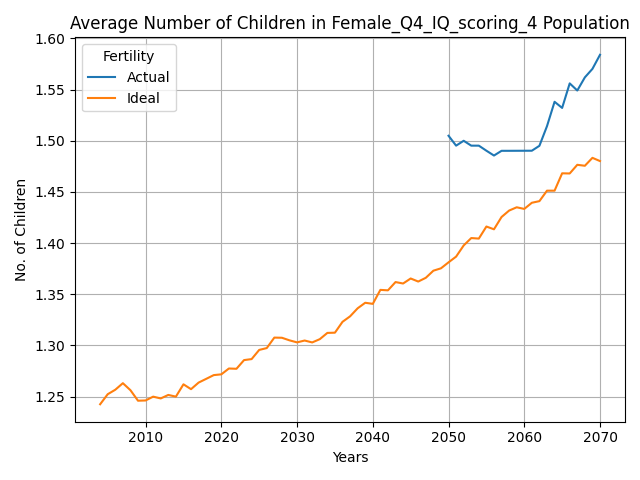 Average Number of Children in Female_Q4_IQ_scoring_4 Population
Fertility
Actual
Ideal
No. of Children
1.60
1.55
1.50
1.45
1.40
1.35
1.30
1.25
2010 2020 2030 2040 2050 2060 2070
Years